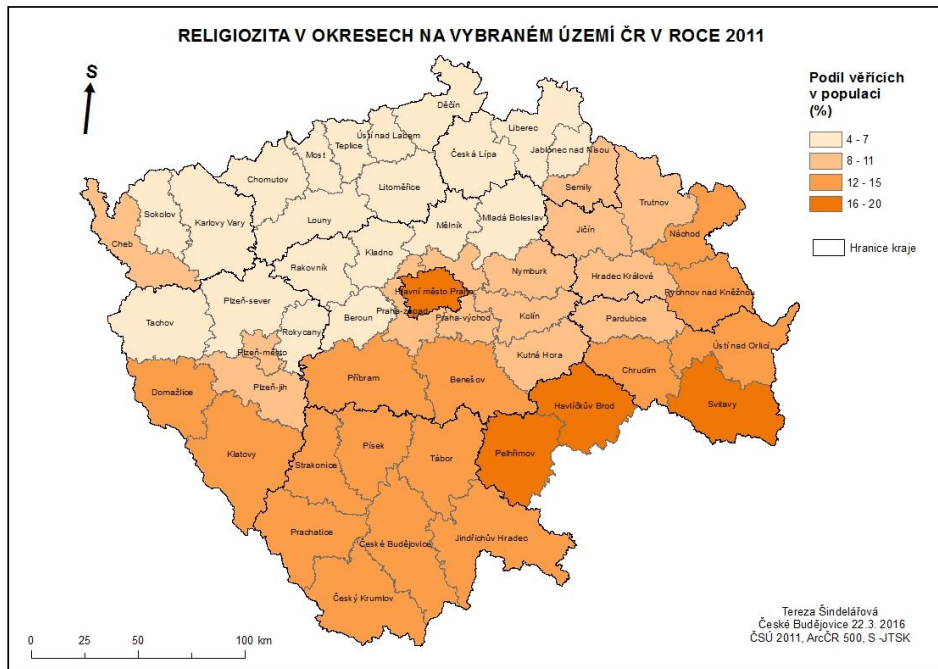 RELIGIOZITA V OKRESECH NA VYBRANÉM ÚZEMÍ ČR V ROCE 2011
S
Podíl věřících
v populaci
(%)
4 - 7
8 - 11
12 - 15
16 - 20
Hranice kraje
Děčín
Liberec
Ústí nad Labem
Teplice
Most
Česká Lípa
Jablonec nad Nisou
Chomutov
Litoměřice
Semily
Trutnov
Sokolov
Karlovy Vary
Louny
Mělník
Mladá Boleslav
Jičín
Náchod
Cheb
Kladno
Rakovník
Nymburk
Hradec Králové
Hlavní město Praha
Rychnov nad Kněžnou
Plzeň-sever
Praha-západ
Praha-východ
Kolín
Pardubice
Tachov
Rokycany
Beroun
Ústí nad Orlicí
Plzeň-město
Kutná Hora
Chrudim
Plzeň-jih
Příbram
Benešov
Domažlice
Havlíčkův Brod
Svitavy
Klatovy
Písek
Tábor
Pelhřimov
Strakonice
Prachatice
České Budějovice
Jindřichův Hradec
Český Krumlov
Tereza Šindelářová
České Budějovice 22.3. 2016
ČSÚ 2011, ArcČR 500, S -JTSK
0 25 50 100 km